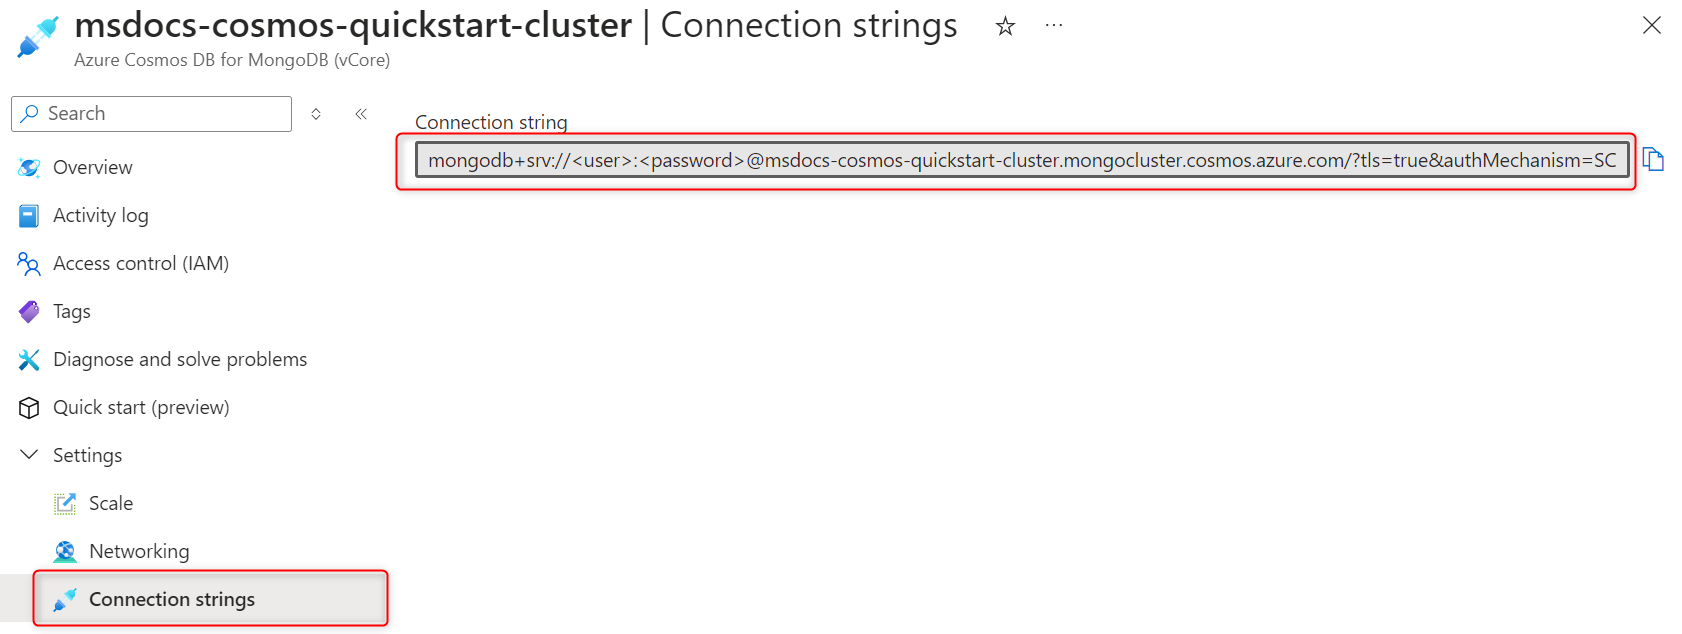 msdocs-cosmos-quickstart-cluster | Connection strings
Azure Cosmos DB for MongoDB (vCore)
Search
Overview
Activity log
Access control (IAM)
Tags
Diagnose and solve problems
Quick start (preview)
Settings
Scale
Networking
Connection strings
Connection string
mongodb+srv://<user>:<password>@msdocs-cosmos-quickstart-cluster.mongocluster.cosmos.azure.com/?tls=true&authMechanism=SC